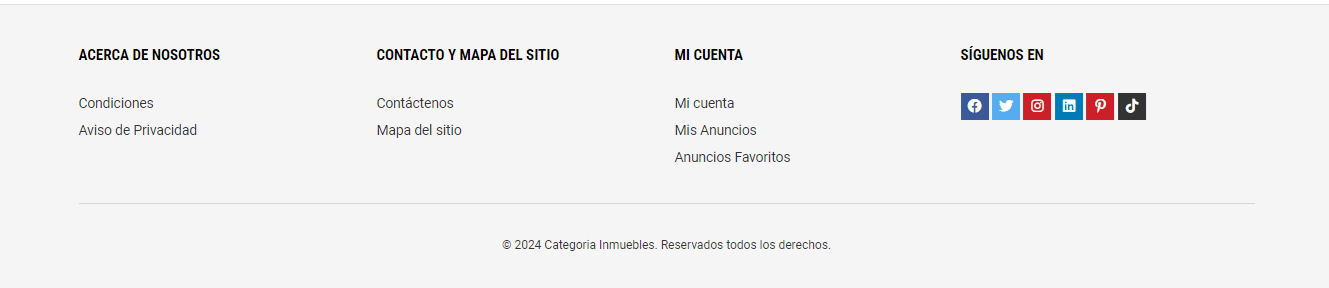 ACERCA DE NOSOTROS
Condiciones
Aviso de Privacidad
CONTACTO Y MAPA DEL SITIO
Contáctenos
Mapa del sitio
MI CUENTA
Mi cuenta
Mis Anuncios
Anuncios Favoritos
SÍGUENOS EN
© 2024 Categoria Inmuebles. Reservados todos los derechos.